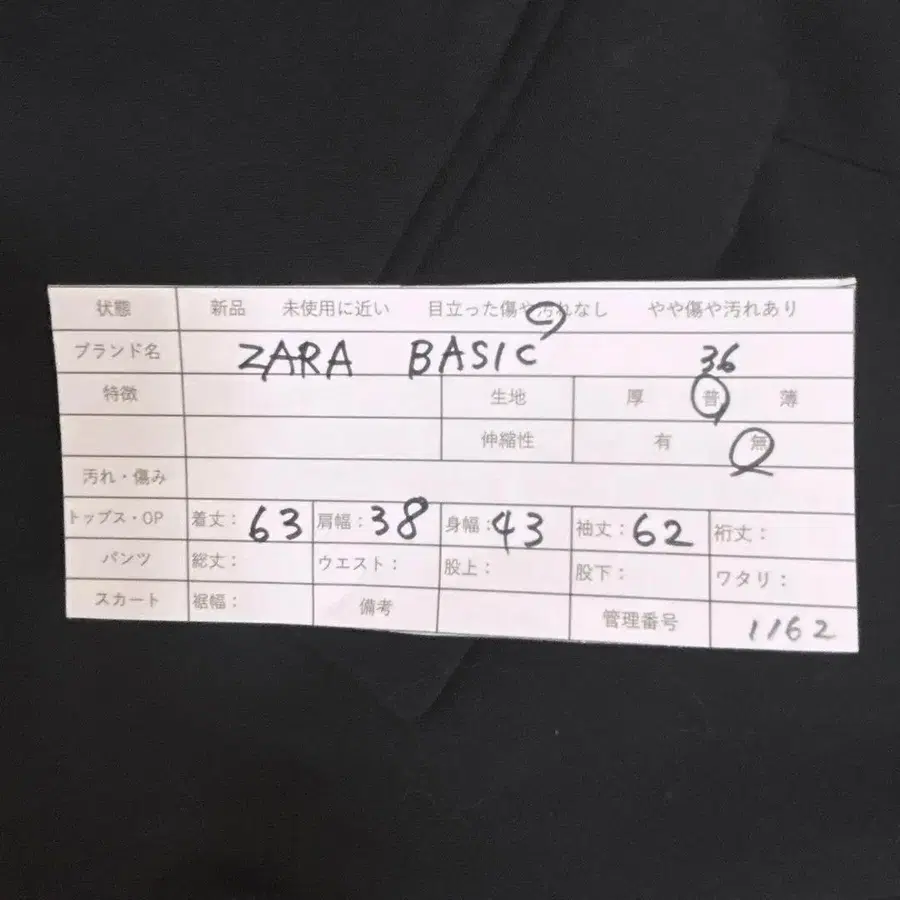 状態 新品 未使用に近い 目立った傷や汚れなし やや傷や汚れあり
ブランド名 ZARA BASIC 36
特徴 生地 厚 普 薄
伸縮性 有 無
汚れ・傷み
トップス・OP 着丈: 63 肩幅: 38 身幅: 43 袖丈: 62 裄丈:
パンツ 総丈: ウエスト: 股上: 股下: ワタリ:
スカート 裾幅: 備考 管理番号 1162